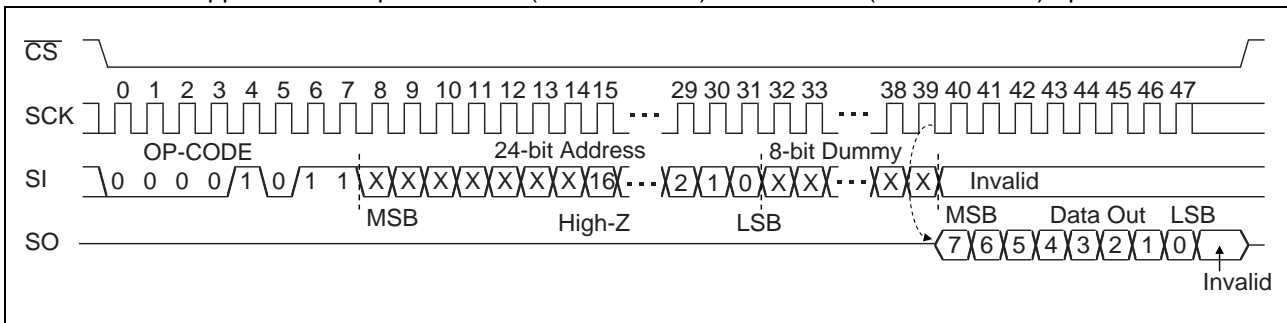 CS
0 1 2 3 4 5 6 7 8 9 10 11 12 13 14 15 29 30 31 32 33 38 39 40 41 42 43 44 45 46 47
SCK
OP-CODE 24-bit Address 8-bit Dummy
SI 0 0 0 0 1 0 1 1 X X X X X X X 16 2 1 0 X X X X Invalid
MSB High-Z LSB MSB Data Out LSB
SO 7 6 5 4 3 2 1 0
Invalid